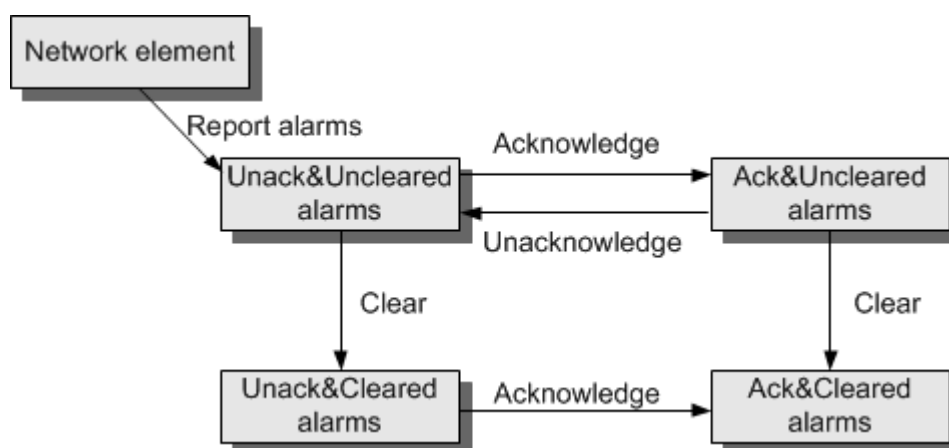 Network element
Report alarms
Acknowledge
Unack&Uncleared
alarms
Ack&Uncleared
alarms
Unacknowledge
Clear
Clear
Unack&Cleared
alarms
Acknowledge
Ack&Cleared
alarms